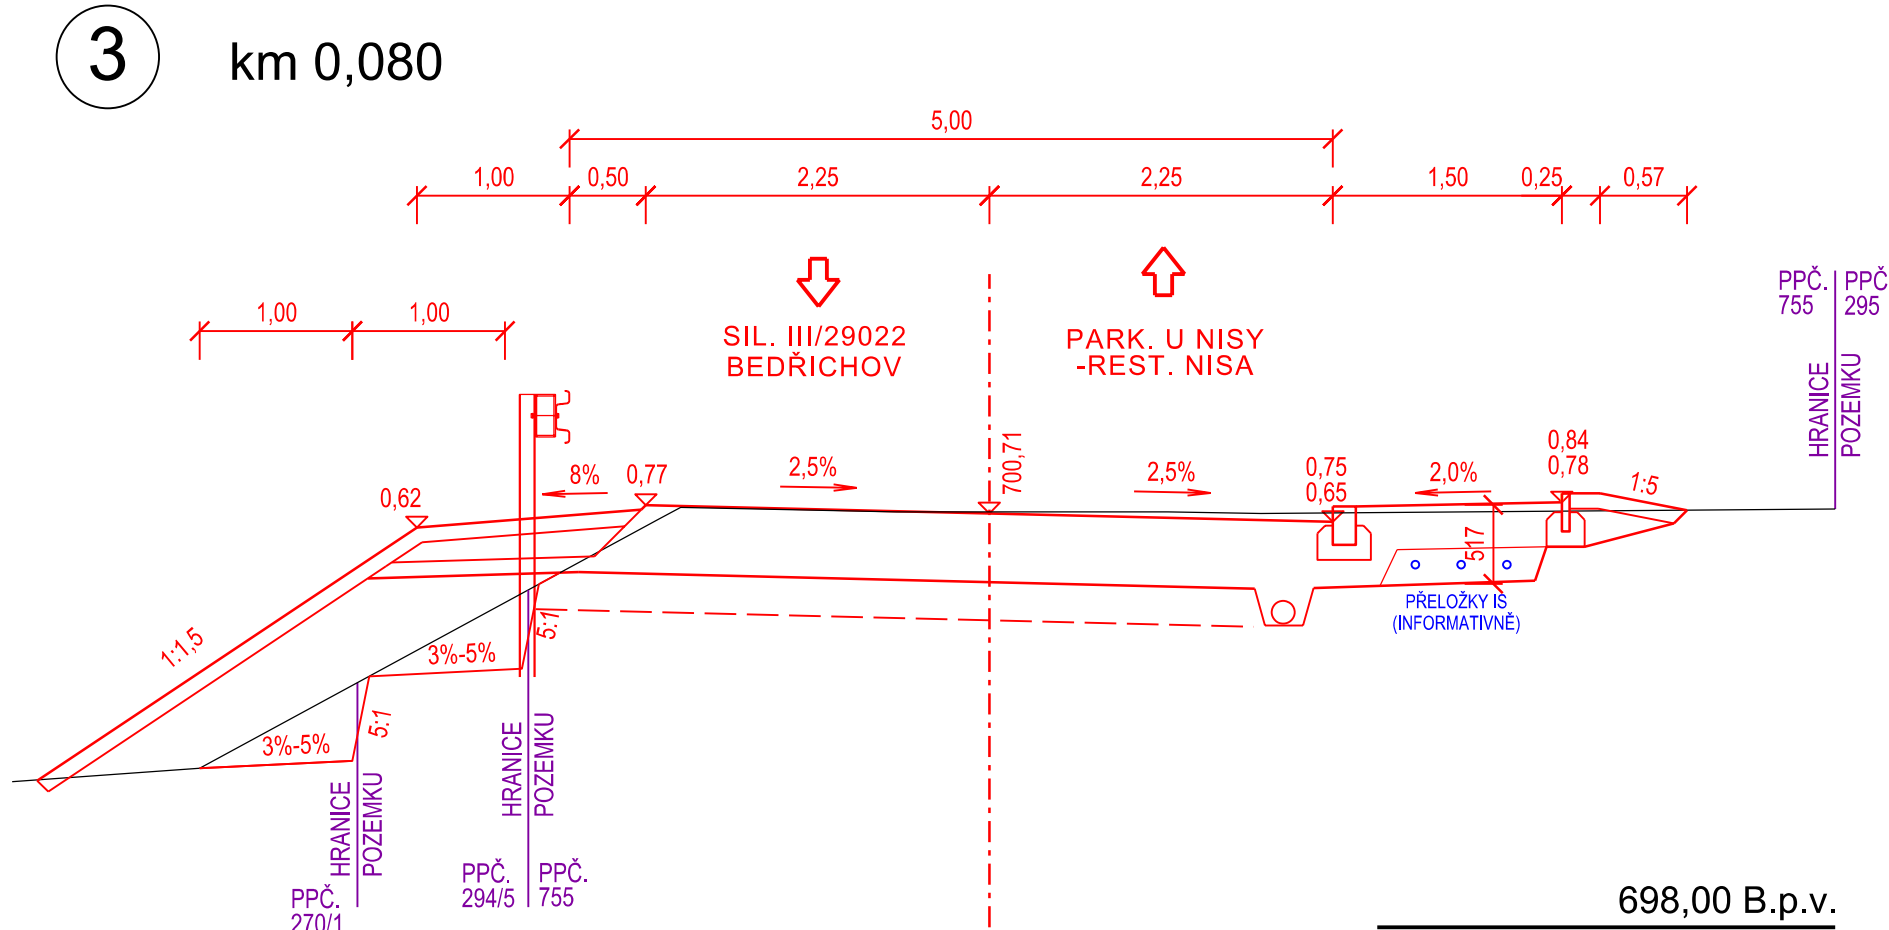 3
km 0,080
5,00
1,00
0,50
2,25
2,25
1,50
0,25
0,57
1,00
1,00
SIL. III/29022
BEDŘICHOV
PARK. U NISY
-REST. NISA
PPČ.
755
PPČ
295
HRANICE
POZEMKU
0,62
8%
0,77
2,5%
700,71
2,5%
0,75
0,65
2,0%
0,84
0,78
1:5
517
PŘELOŽKY IS
(INFORMATIVNĚ)
1:1,5
3%-5%
5:1
3%-5%
5:1
HRANICE
POZEMKU
HRANICE
POZEMKU
PPČ.
294/5
PPČ.
755
PPČ.
270/1
698,00 B.p.v.